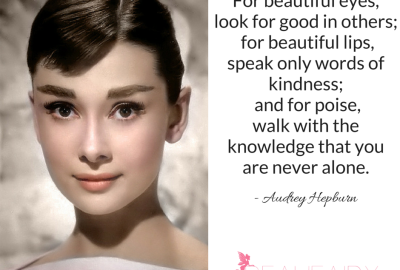 For beautiful eyes,
look for good in others;
for beautiful lips,
speak only words of
kindness;
and for poise,
walk with the
knowledge that you
are never alone.
- Audrey Hepburn